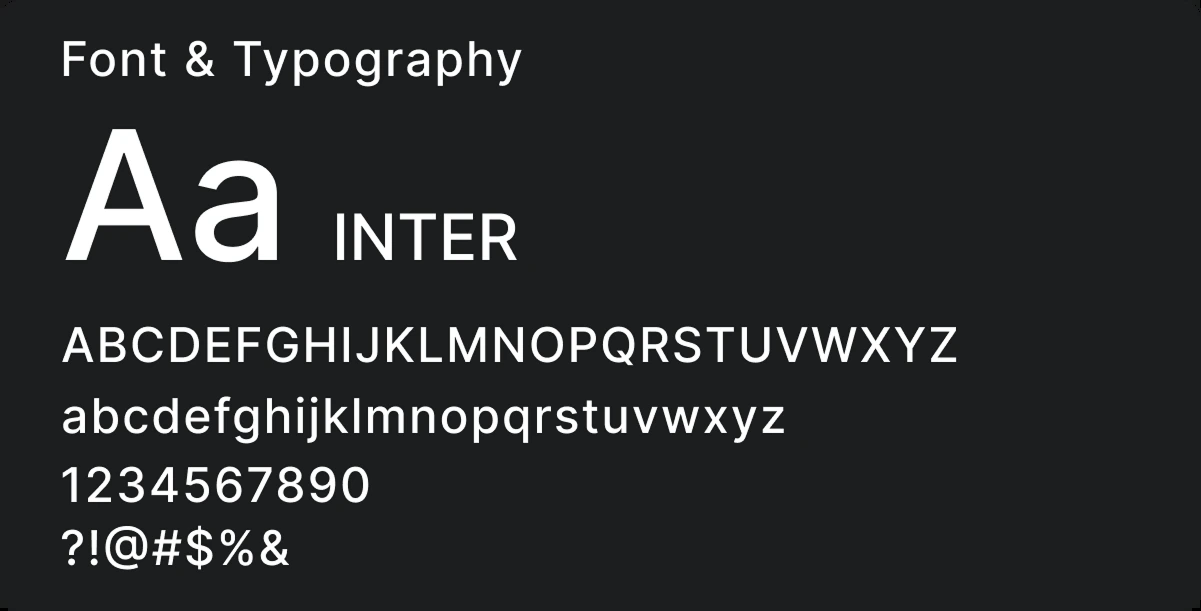 Font & Typography
Aa INTER
ABCDEFGHIJKLMNOPQRSTUVWXYZ
abcdefghijklmnopqrstuvwxyz
1234567890
?!@#$%&